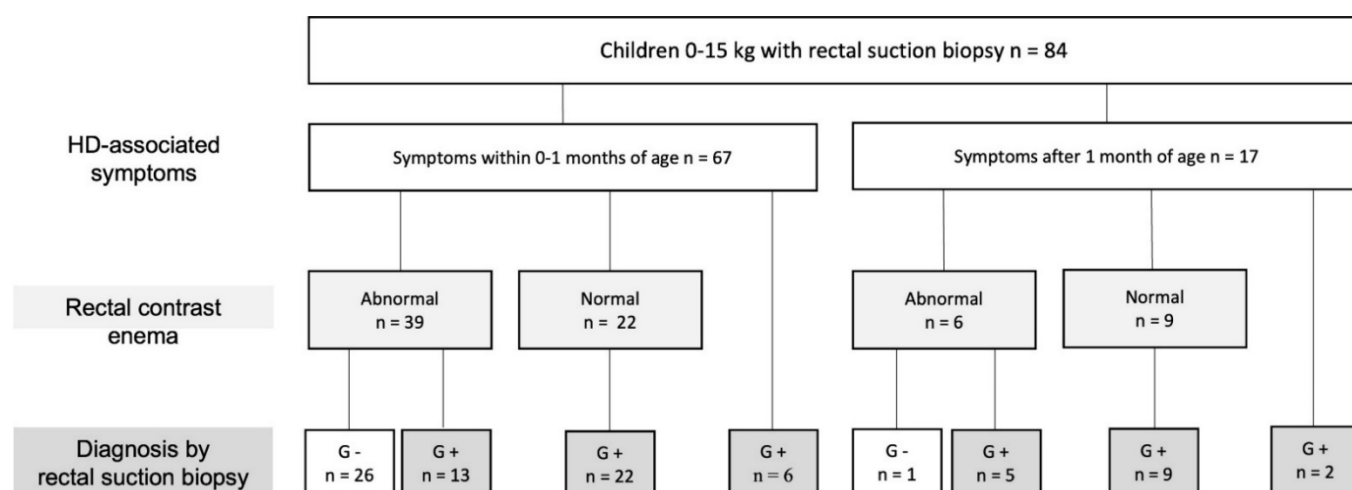 Children 0-15 kg with rectal suction biopsy n = 84
HD-associated
symptoms
Symptoms within 0-1 months of age n = 67
Symptoms after 1 month of age n = 17
Rectal contrast
enema
Abnormal
n = 39
Normal
n = 22
Abnormal
n = 6
Normal
n = 9
Diagnosis by
rectal suction biopsy
G -
n = 26
G +
n = 13
G +
n = 22
G +
n = 6
G -
n = 1
G +
n = 5
G +
n = 9
G +
n = 2